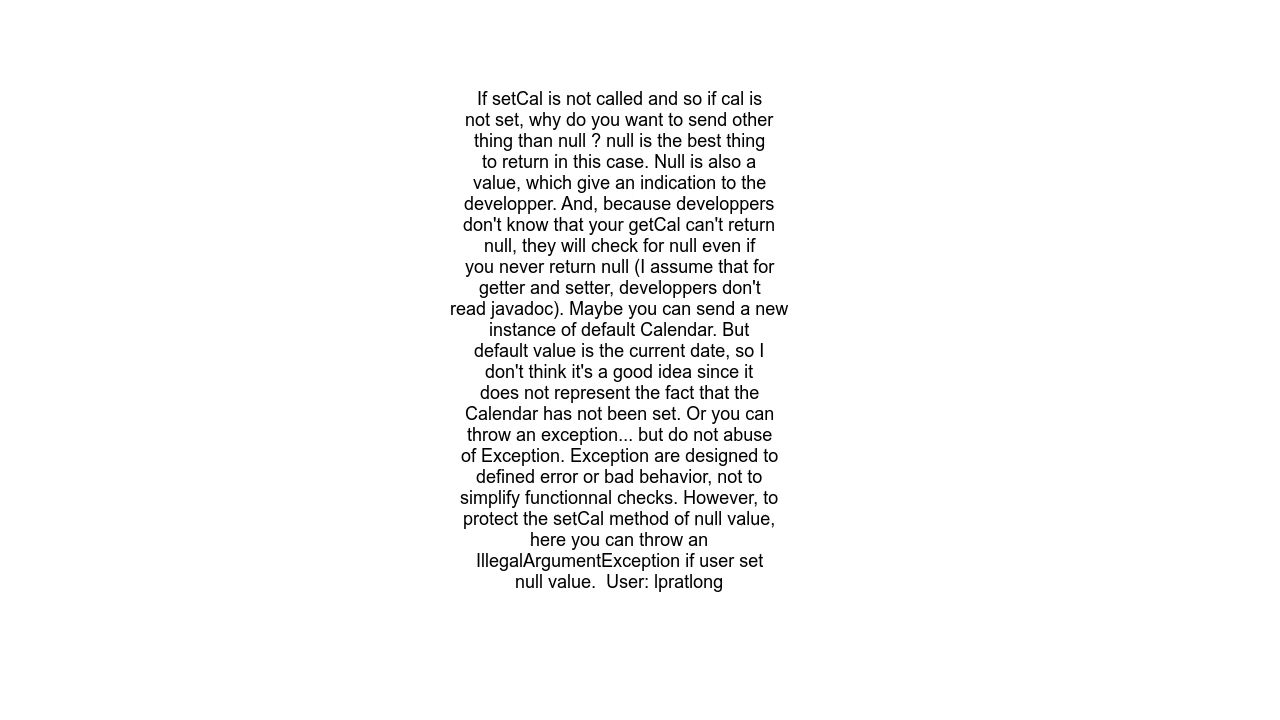 If setCal is not called and so if cal is
not set, why do you want to send other
thing than null ? null is the best thing
to return in this case. Null is also a
value, which give an indication to the
developper. And, because developpers
don't know that your getCal can't return
null, they will check for null even if
you never return null (I assume that for
getter and setter, developpers don't
read javadoc). Maybe you can send a new
instance of default Calendar. But
default value is the current date, so I
don't think it's a good idea since it
does not represent the fact that the
Calendar has not been set. Or you can
throw an exception... but do not abuse
of Exception. Exception are designed to
defined error or bad behavior, not to
simplify functionnal checks. However, to
protect the setCal method of null value,
here you can throw an
IllegalArgumentException if user set
null value.  User: lpratlong